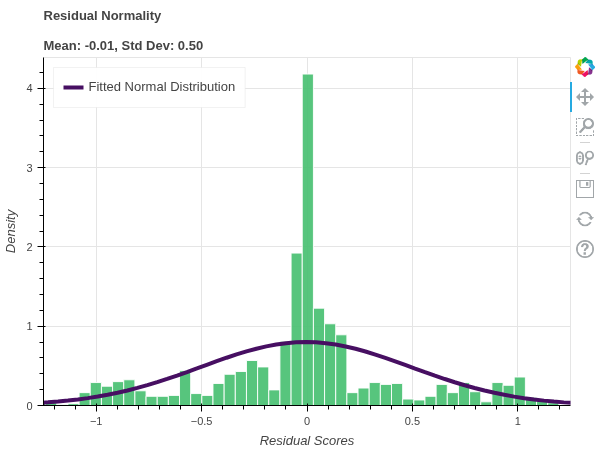 Residual Normality
Mean: -0.01, Std Dev: 0.50
Fitted Normal Distribution
4
3
2
1
0
Density
−1
−0.5
0
0.5
1
Residual Scores